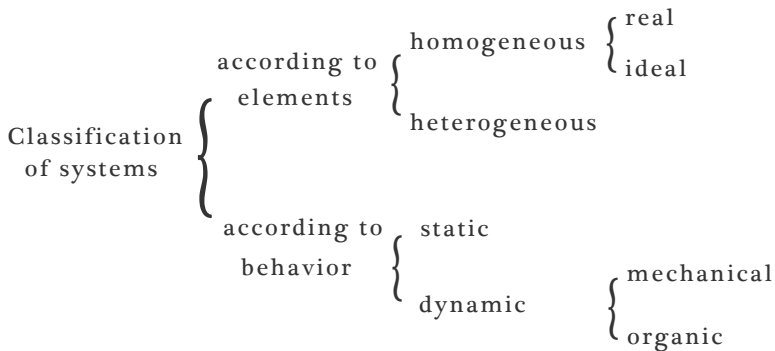 Classification
of systems
according to
elements
homogeneous
real
ideal
heterogeneous
according to
behavior
static
dynamic
mechanical
organic